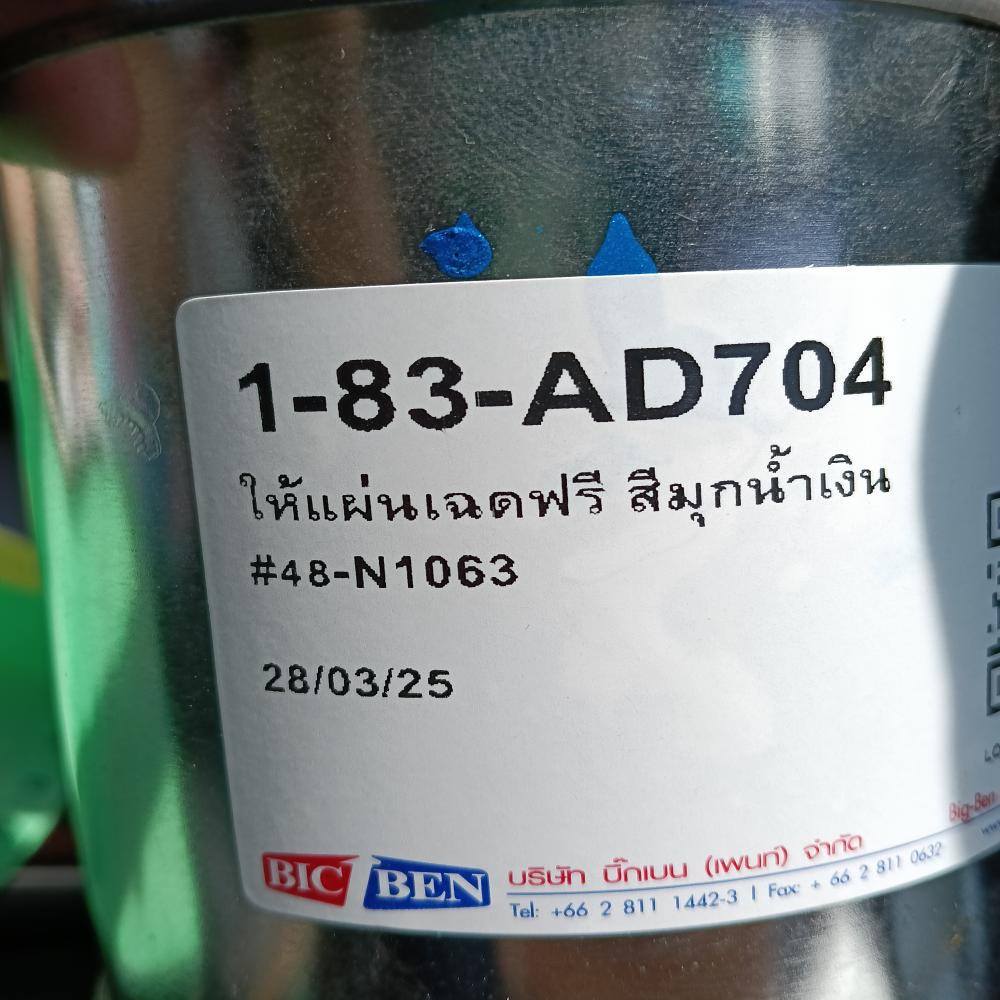 1-83-AD704
ให้แผ่นเฉดฟรี สีมุกน้ำเงิน
#48-N1063
28/03/25
BIC BEN
บริษัท บิ๊กเบน (เพนท์) จำกัด
Tel: +66 2 811 1442-3 | Fax: + 66 2 811 0632
Big-Ben